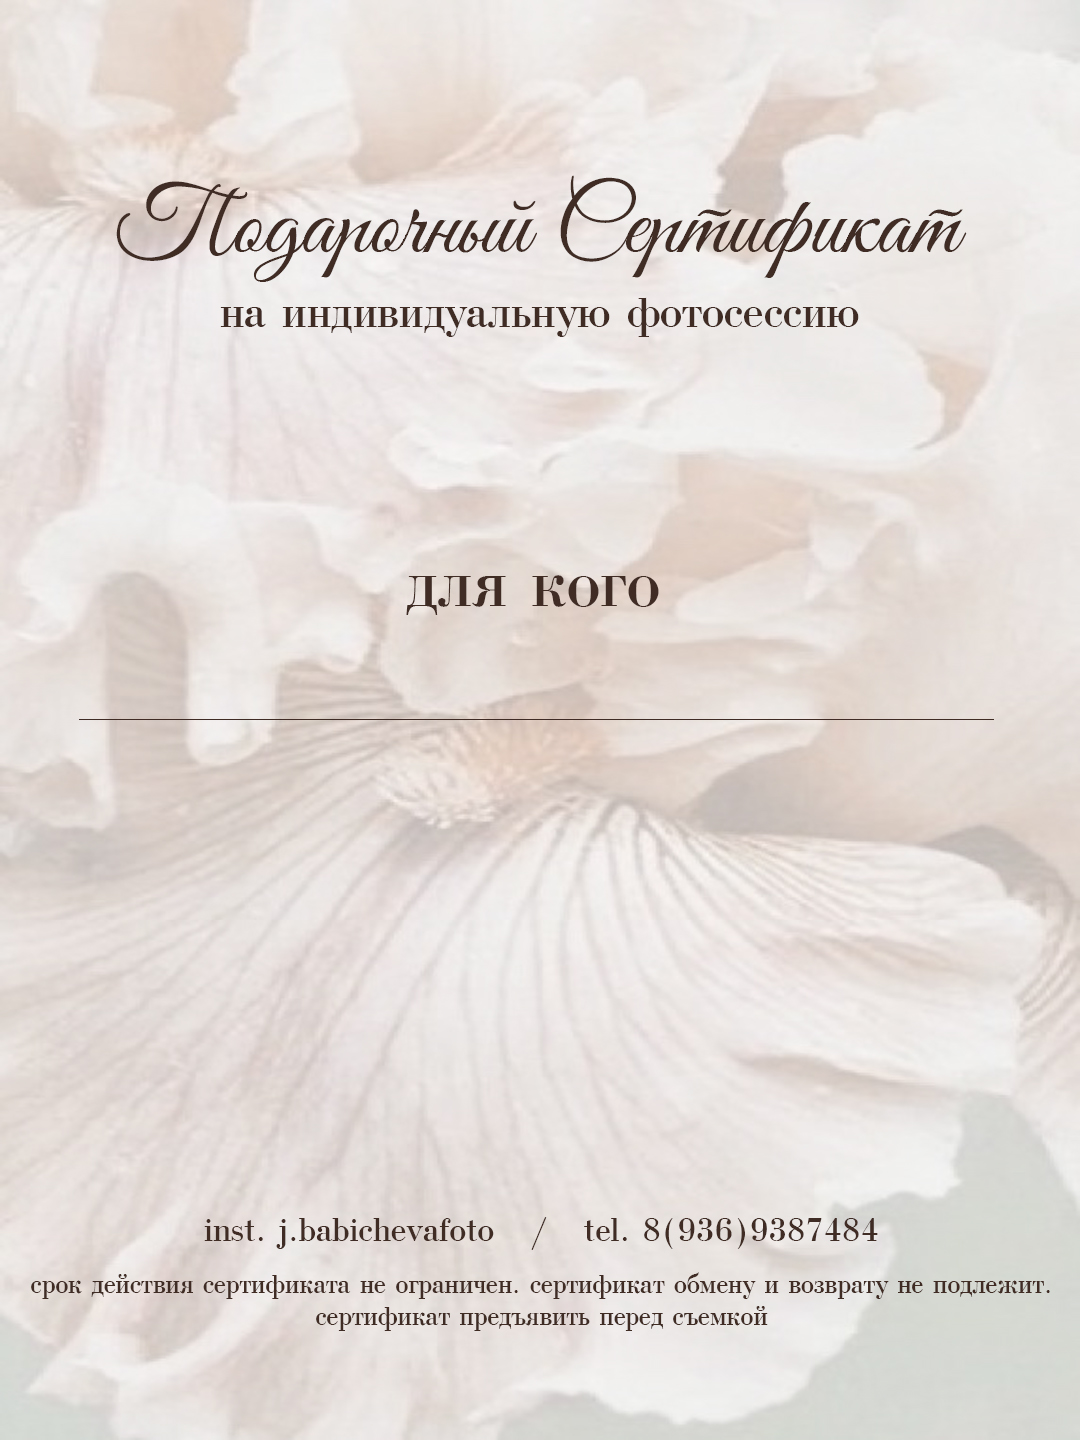 Подарочный Сертификат
на индивидуальную фотосессию
ДЛЯ КОГО
inst. j.babichevafoto / tel. 8(936)9387484
срок действия сертификата не ограничен. сертификат обмену и возврату не подлежит.
сертификат предъявить перед съемкой